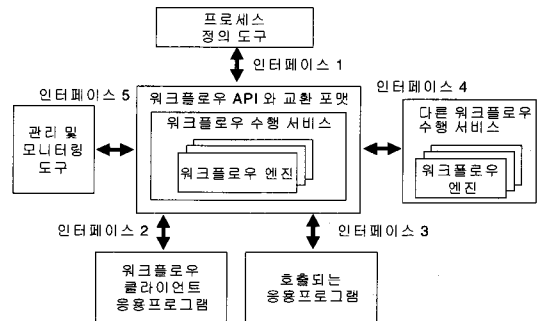 프로세스
정의 도구
인터페이스 1
인터페이스 5
워크플로우 API 와 교환 포맷
인터페이스 4
워크플로우 수행 서비스
워크플로우 엔진
관리 및
모니터링
도구
다른 워크플로우
수행 서비스
워크플로우
엔진
인터페이스 2
인터페이스 3
워크플로우
클라이언트
응용프로그램
호출되는
응용프로그램